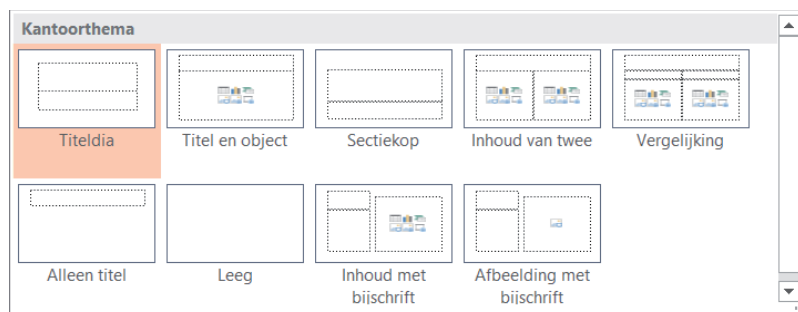 Kantoorthema
Titeldia
Titel en object
Sectiekop
Inhoud van twee
Vergelijking
Alleen titel
Leeg
Inhoud met
bijschrift
Afbeelding met
bijschrift